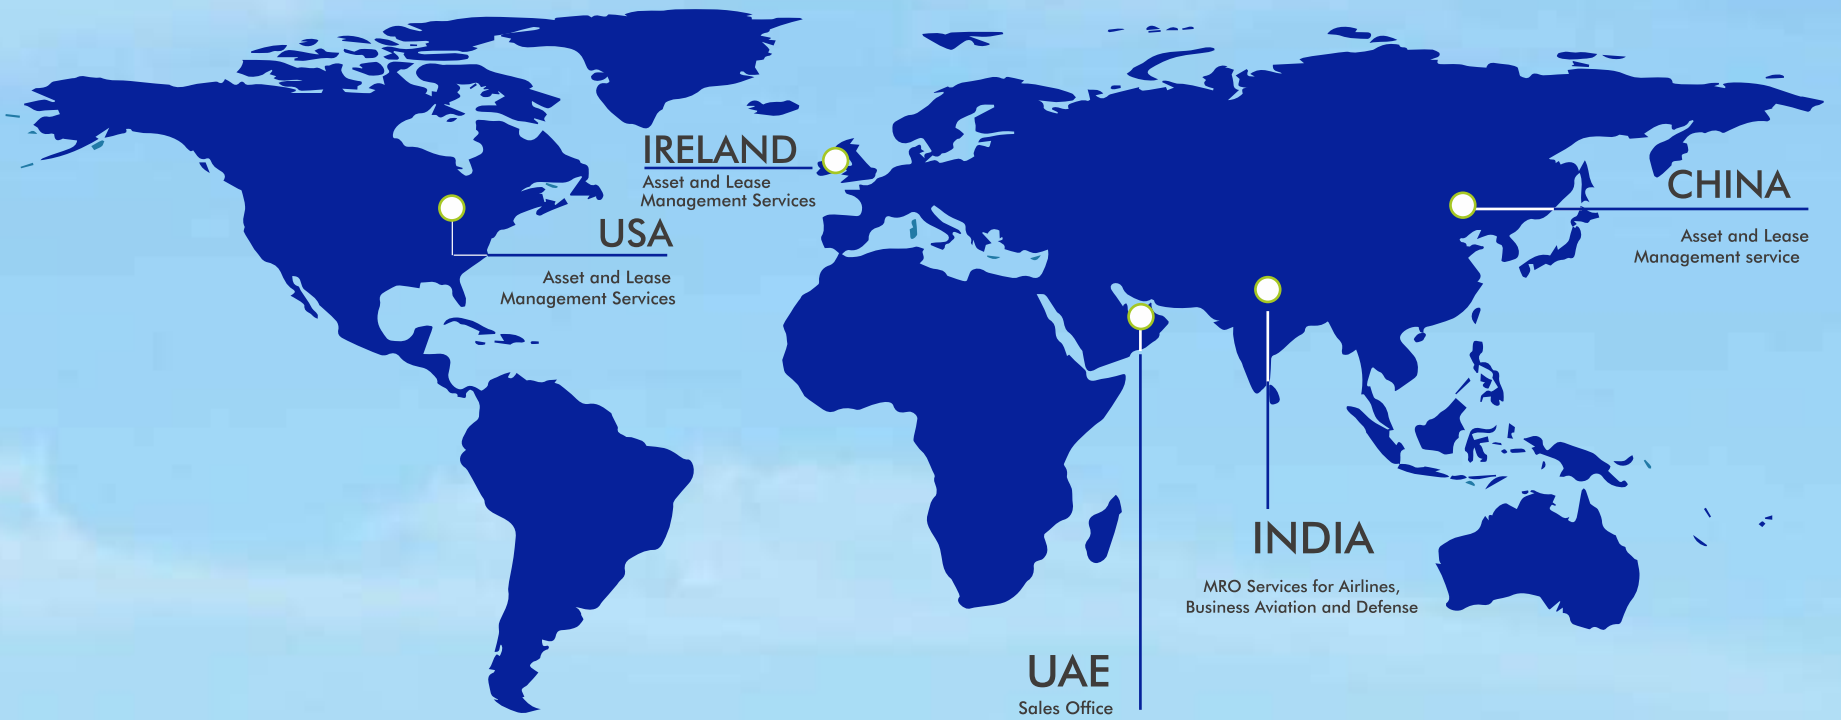 IRELAND
Asset and Lease
Management Services
USA
Asset and Lease
Management Services
CHINA
Asset and Lease
Management service
INDIA
MRO Services for Airlines,
Business Aviation and Defense
UAE
Sales Office